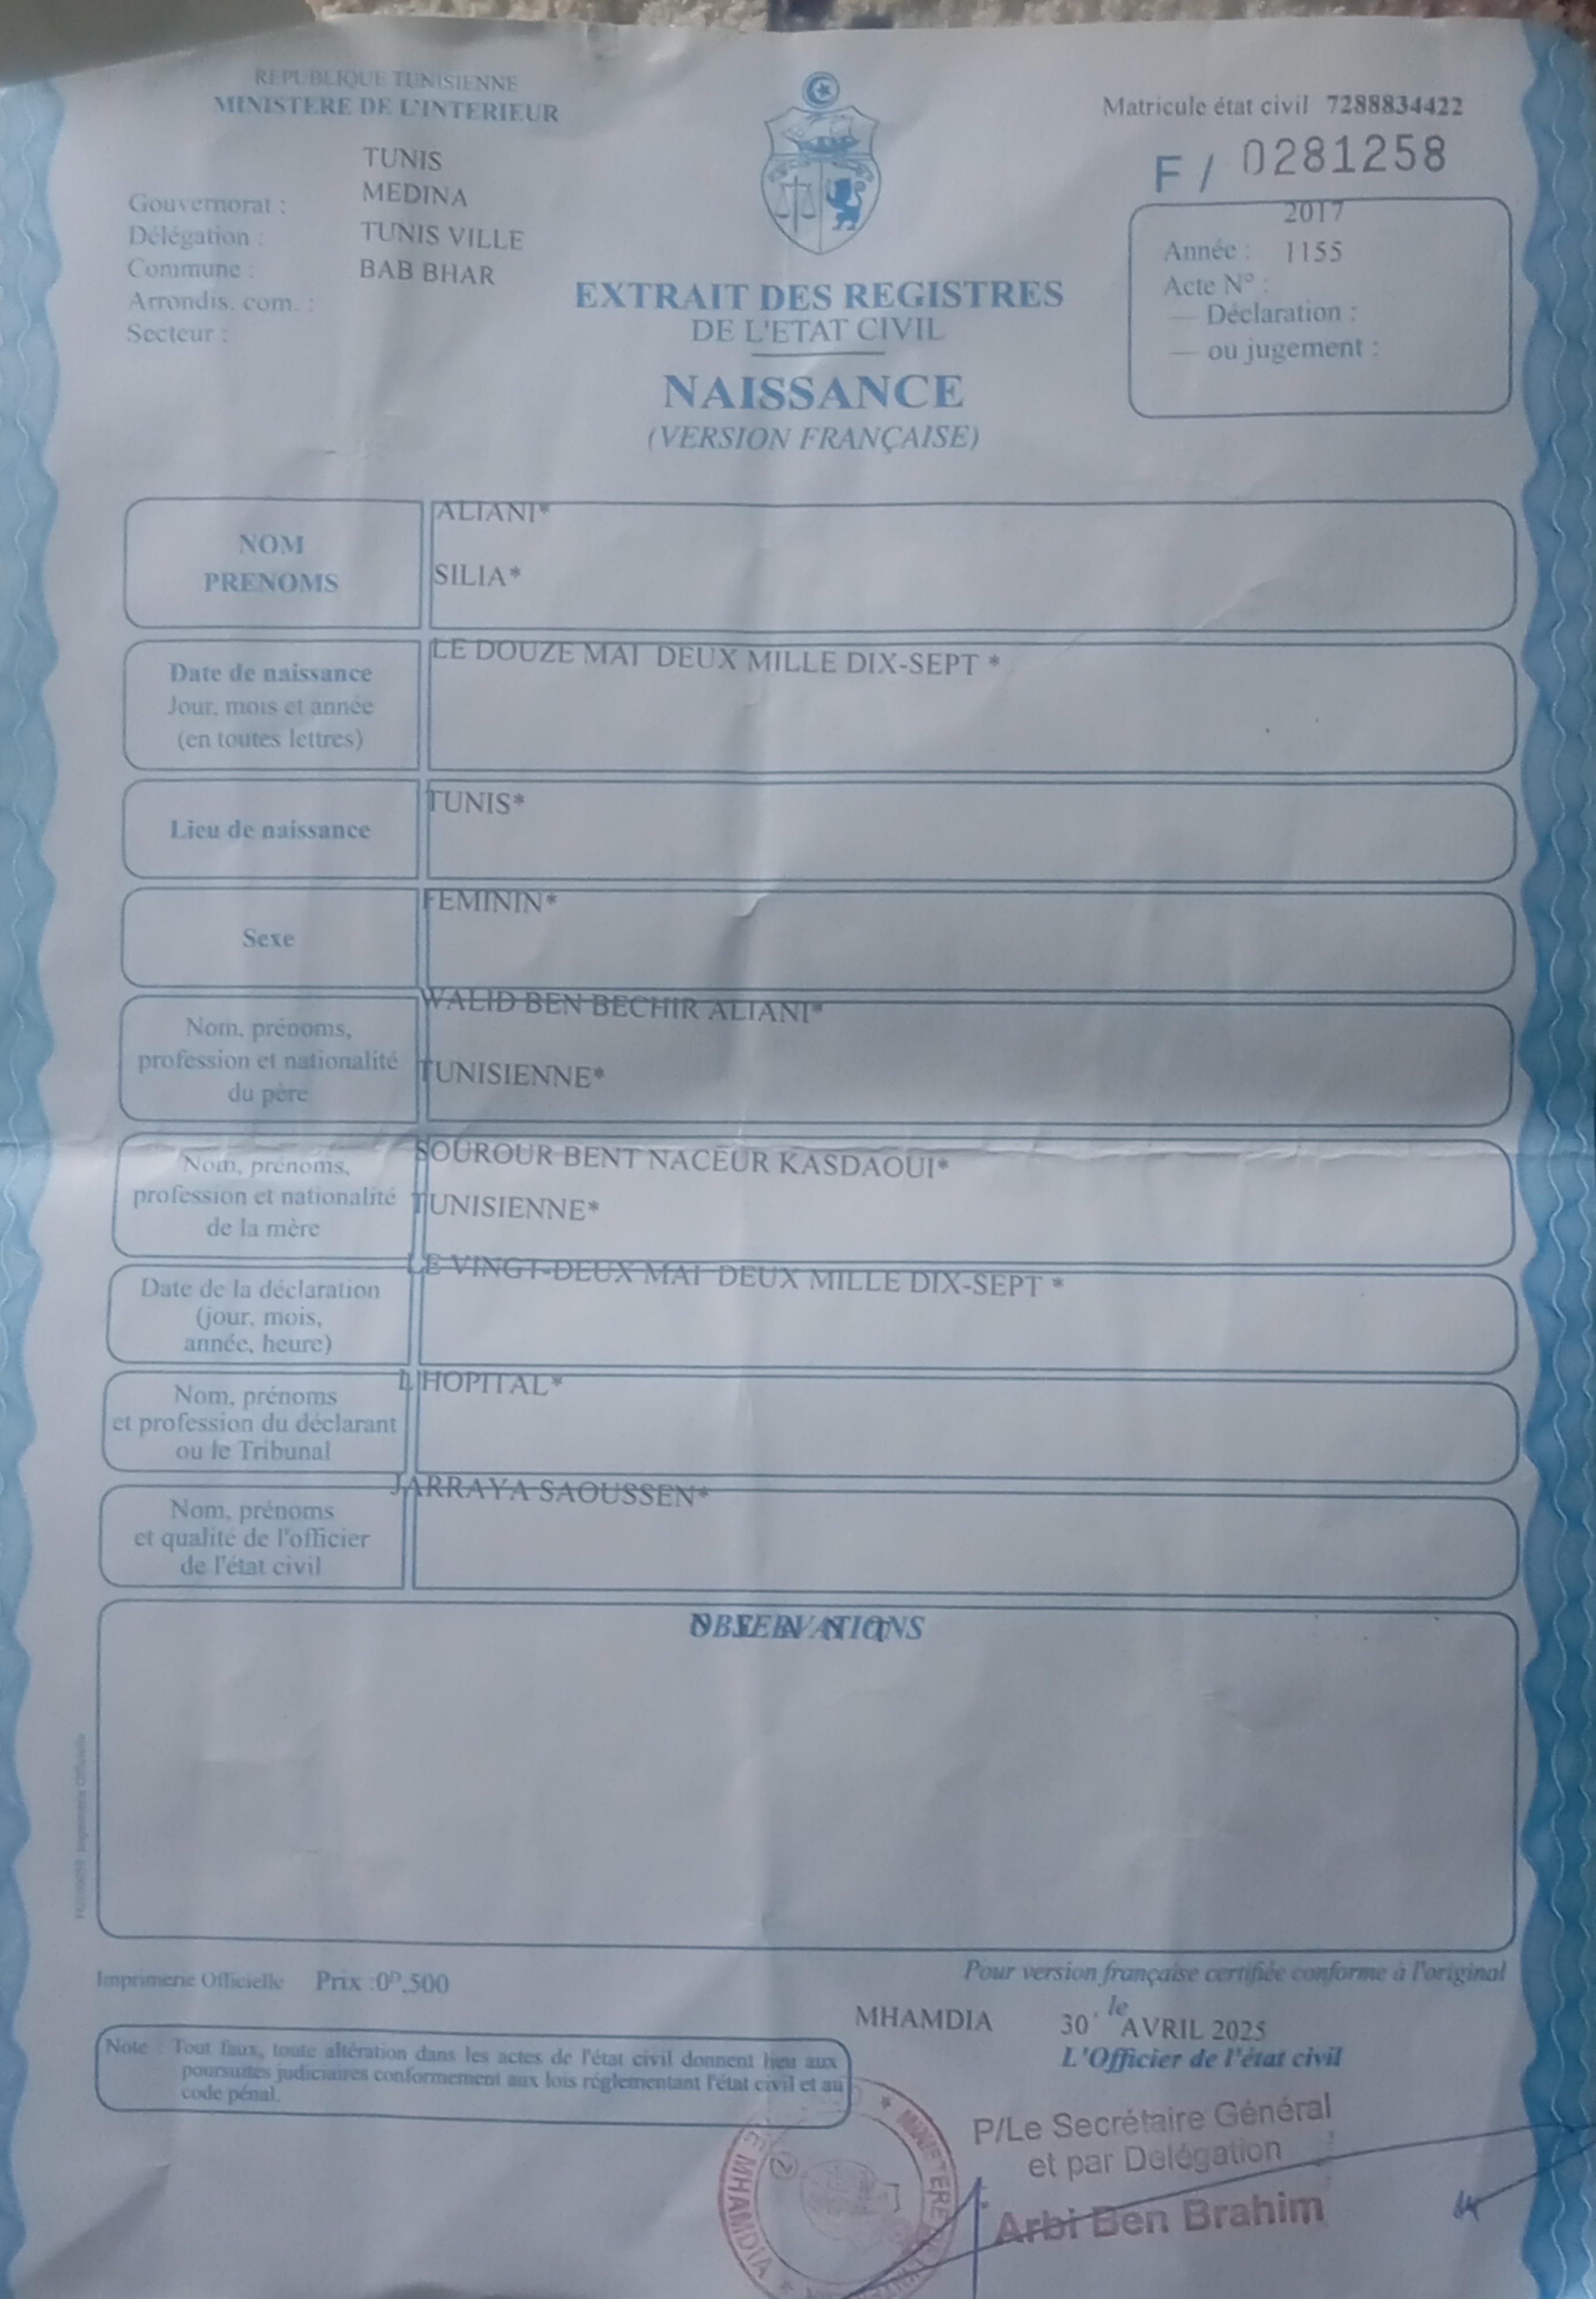 REPUBLIQUE TUNISIENNE
MINISTERE DE L'INTERIEUR
TUNIS
MEDINA
Gouvernorat :
Délégation :
TUNIS VILLE
Commune :
BAB BHAR
Arrondis. com. :
Secteur :
Matricule état civil 7288834422
F / 0281258
2017
Année : 1155
Acte N° :
— Déclaration :
— ou jugement :
EXTRAIT DES REGISTRES
DE L'ETAT CIVIL
NAISSANCE
(VERSION FRANÇAISE)
NOM
PRENOMS
ALIANI*
SILIA*
Date de naissance
Jour, mois et année
(en toutes lettres)
LE DOUZE MAI DEUX MILLE DIX-SEPT *
Lieu de naissance
TUNIS*
Sexe
FEMININ*
Nom, prénoms,
profession et nationalité
du père
WALID BEN BECHIR ALIANI*
TUNISIENNE*
Nom, prénoms,
profession et nationalité
de la mère
SOUROUR BENT NACEUR KASDAOUI*
TUNISIENNE*
Date de la déclaration
(jour, mois,
année, heure)
LE VINGT-DEUX MAI DEUX MILLE DIX-SEPT *
Nom, prénoms
et profession du déclarant
ou le Tribunal
L'HOPITAL*
Nom, prénoms
et qualité de l'officier
de l'état civil
JARRAYA SAOUSSEN*
OBSERVATIONS
Imprimerie Officielle Prix :0D,500
Pour version française certifiée conforme à l'original
MHAMDIA le 30 AVRIL 2025
L'Officier de l'état civil
Note : Tout faux, toute altération dans les actes de l'état civil donnent lieu aux
poursuites judiciaires conformement aux lois réglementant l'état civil et au
code pénal.
P/Le Secrétaire Général
et par Delégation
Arbi Ben Brahim
MINISTERE
MHAMDIA